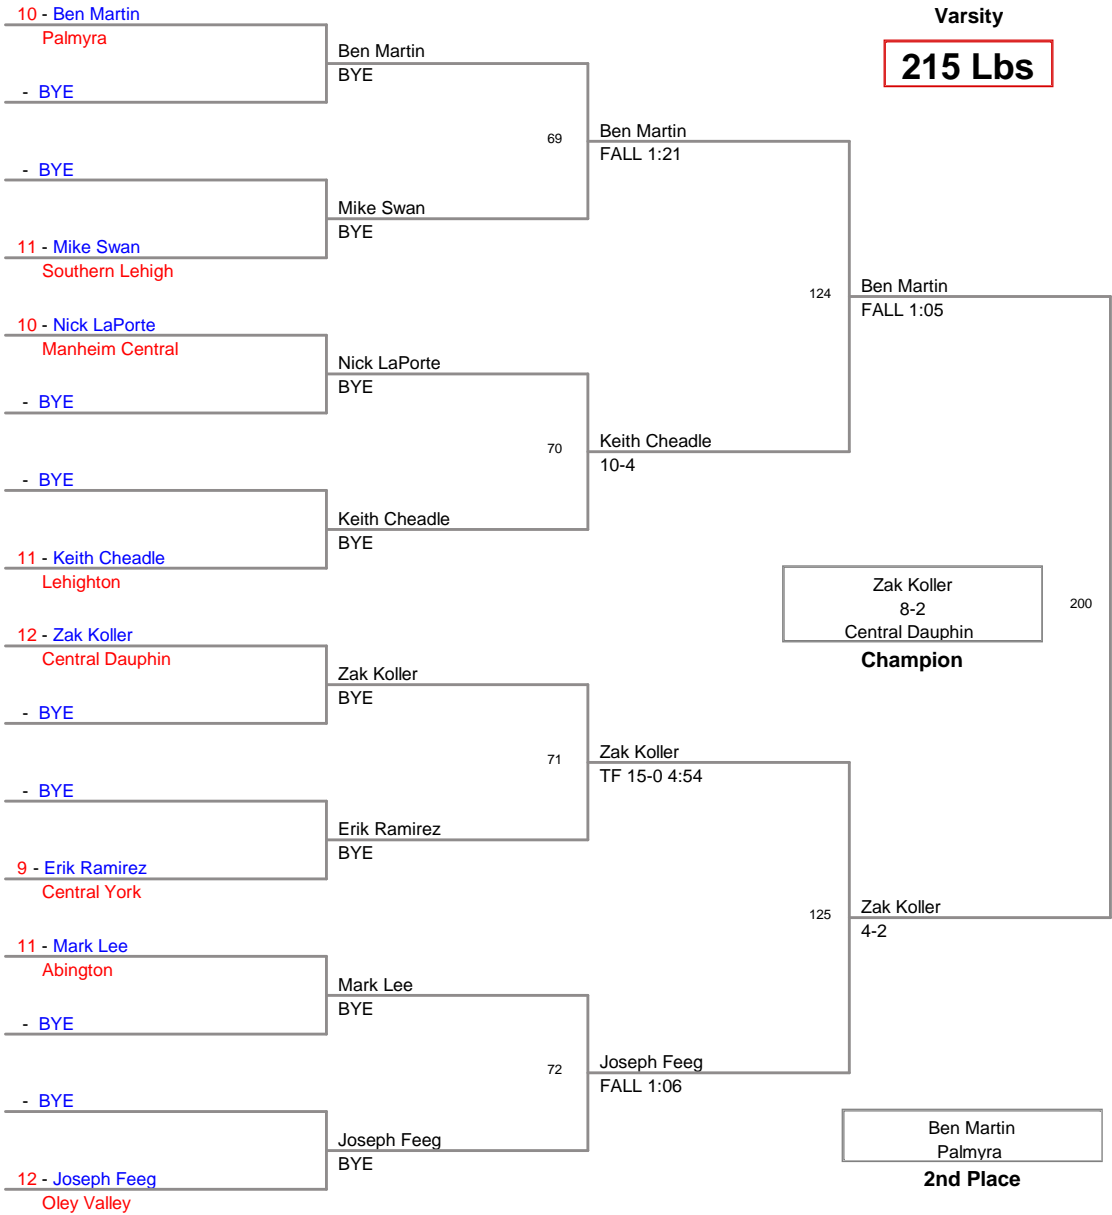 Varsity
215 Lbs
10 - Ben Martin
Palmyra
- BYE
- BYE
11 - Mike Swan
Southern Lehigh
10 - Nick LaPorte
Manheim Central
- BYE
- BYE
11 - Keith Cheadle
Lehighton
12 - Zak Koller
Central Dauphin
- BYE
- BYE
9 - Erik Ramirez
Central York
11 - Mark Lee
Abington
- BYE
- BYE
12 - Joseph Feeg
Oley Valley
Ben Martin
BYE
Mike Swan
BYE
Nick LaPorte
BYE
Keith Cheadle
BYE
Zak Koller
BYE
Erik Ramirez
BYE
Mark Lee
BYE
Joseph Feeg
BYE
69
70
71
72
Ben Martin
FALL 1:21
Keith Cheadle
10-4
Zak Koller
TF 15-0 4:54
Joseph Feeg
FALL 1:06
124
125
Ben Martin
FALL 1:05
Zak Koller
4-2
200
Zak Koller
8-2
Central Dauphin
Champion
Ben Martin
Palmyra
2nd Place